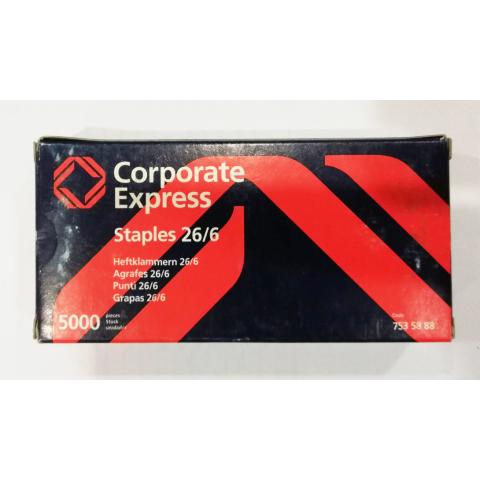 Corporate
Express
Staples 26/6
Heftklammern 26/6
Agrafes 26/6
Punti 26/6
Grapas 26/6
5000
pieces
Stück
unidades
Code
753 58 88